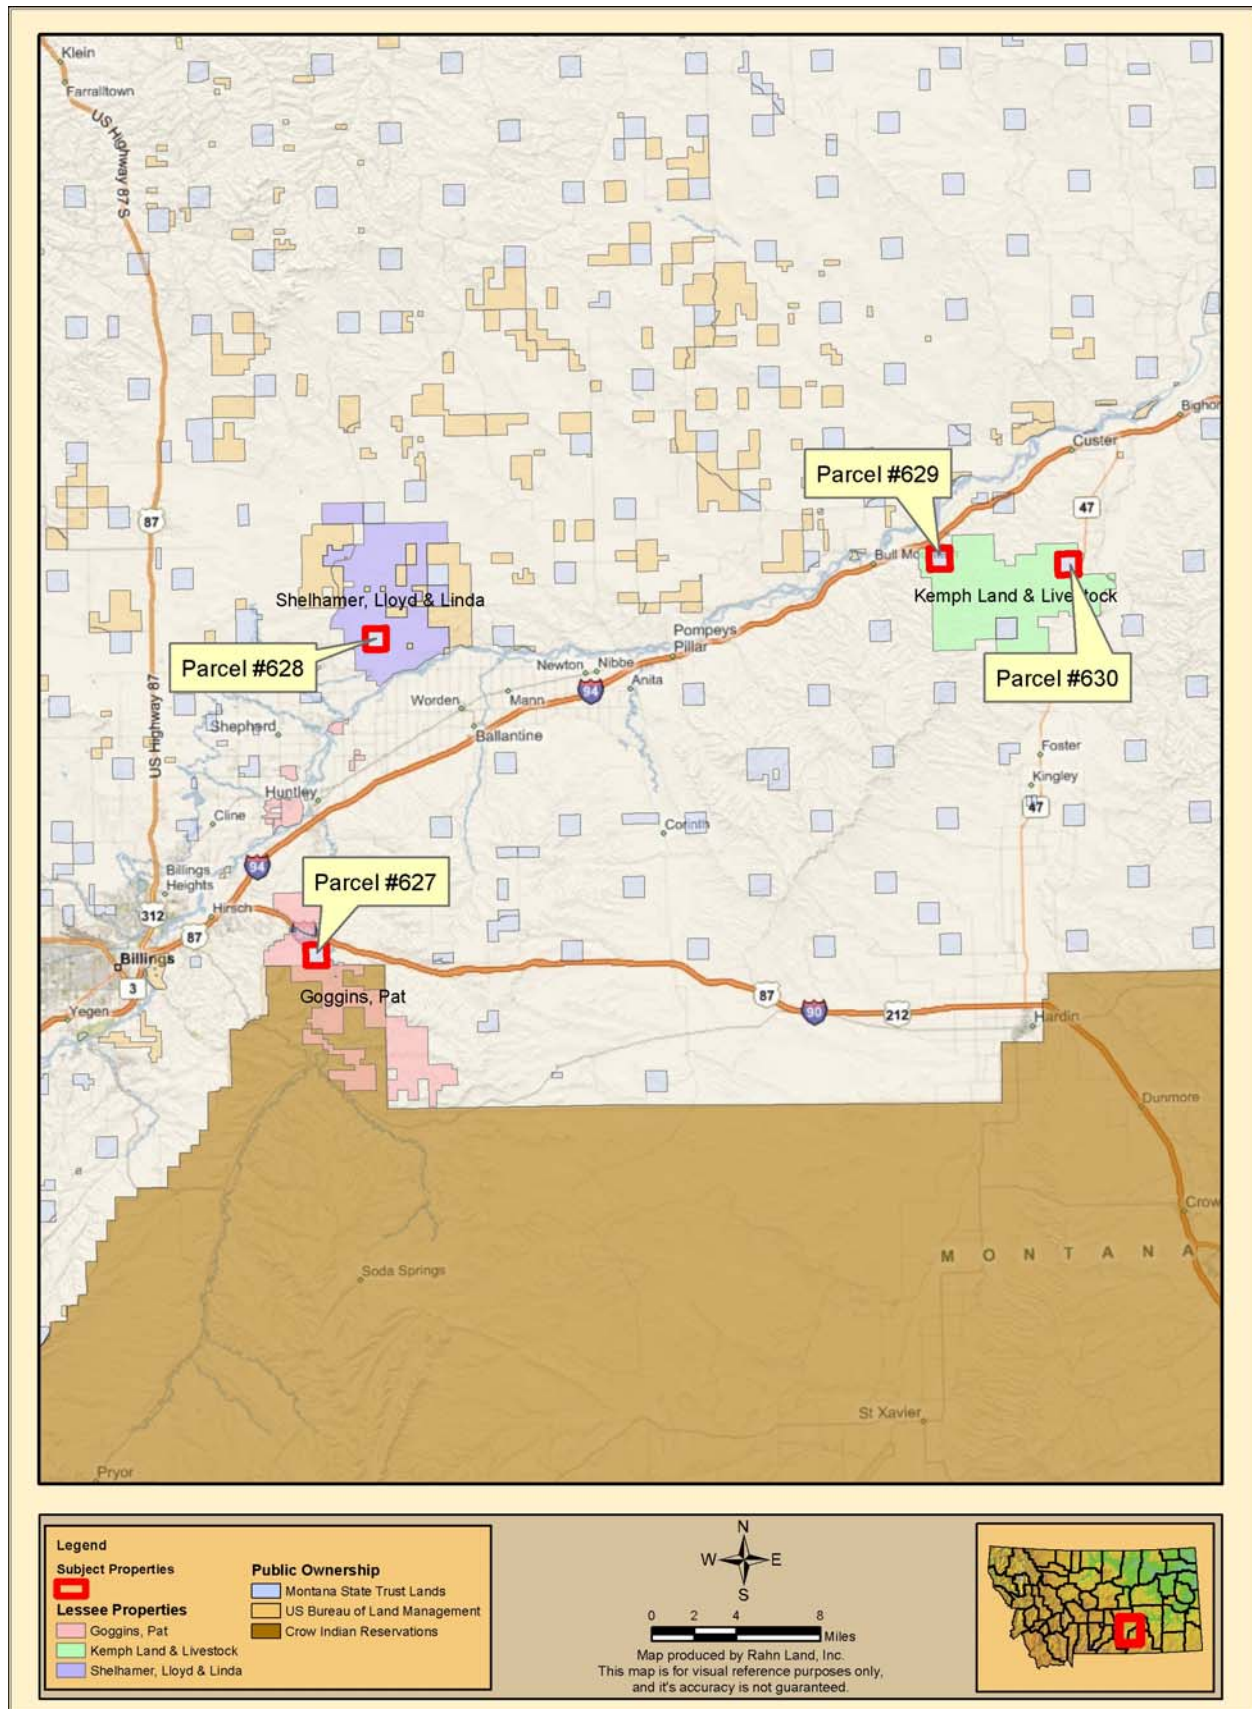 Klein
Farralltown
US Highway 87 S
87
Parcel #629
Bighor
Custer
47
Bull Mo
Shelhamer, Lloyd & Linda
Kemph Land & Livestock
Parcel #628
Pompeys
Pillar
Parcel #630
Newton
Nibbe
Anita
94
Worden
Mann
US Highway 87
Shepherd
Ballantine
Foster
Kingley
47
Huntley
Cline
Corinth
94
Billings
Heights
Parcel #627
312
Hirsch
87
Billings
3
Yegen
Goggins, Pat
87
90
212
Hardin
Dunmore
Crow
MONTANA
Soda Springs
St Xavier
Pryor
Legend
Subject Properties
Lessee Properties
Goggins, Pat
Kemph Land & Livestock
Shelhamer, Lloyd & Linda
Public Ownership
Montana State Trust Lands
US Bureau of Land Management
Crow Indian Reservations
N
W E
S
0 2 4 8
Miles
Map produced by Rahn Land, Inc.
This map is for visual reference purposes only,
and it's accuracy is not guaranteed.